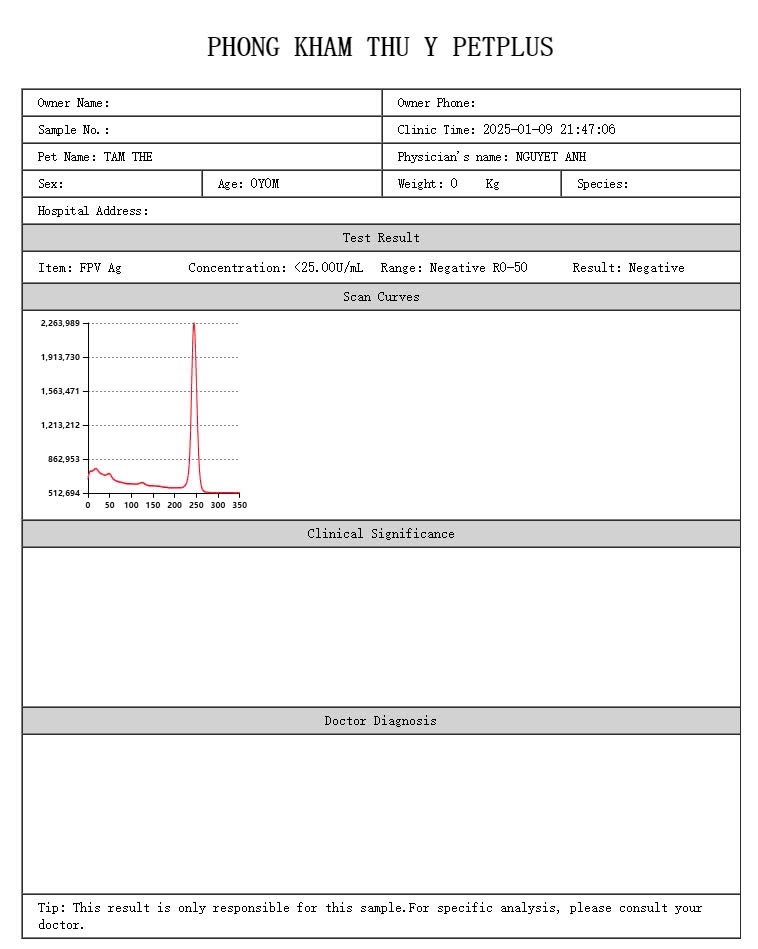 PHONG KHAM THU Y PETPLUS
Owner Name: Owner Phone:
Sample No.: Clinic Time: 2025-01-09 21:47:06
Pet Name: TAM THE Physician's name: NGUYET ANH
Sex: Age: 0Y0M Weight: 0 Kg Species:
Hospital Address:
Test Result
Item: FPV Ag Concentration: <25.00U/mL Range: Negative R0-50 Result: Negative
Scan Curves
2,263,989
1,913,730
1,563,471
1,213,212
862,953
512,694
0 50 100 150 200 250 300 350
Clinical Significance
Doctor Diagnosis
Tip: This result is only responsible for this sample.For specific analysis, please consult your
doctor.